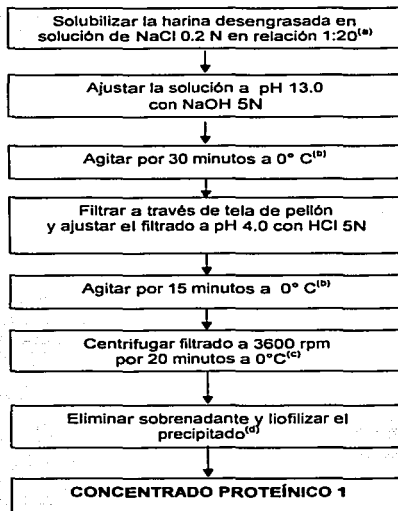 Solubilizar la harina desengrasada en
solución de NaCl 0.2 N en relación 1:20(a)
Ajustar la solución a pH 13.0
con NaOH 5N
Agitar por 30 minutos a 0° C(b)
Filtrar a través de tela de pellón
y ajustar el filtrado a pH 4.0 con HCl 5N
Agitar por 15 minutos a 0° C(b)
Centrifugar filtrado a 3600 rpm
por 20 minutos a 0°C(c)
Eliminar sobrenadante y liofilizar el
precipitado(d)
CONCENTRADO PROTEÍNICO 1